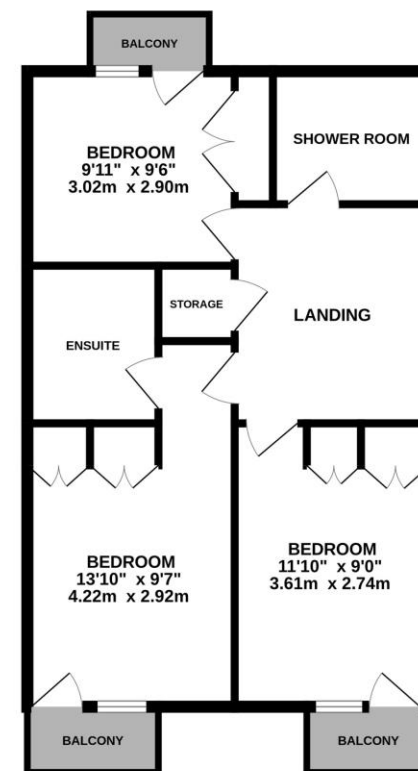 BALCONY
BEDROOM
9'11" x 9'6"
3.02m x 2.90m
SHOWER ROOM
STORAGE
LANDING
ENSUITE
BEDROOM
13'10" x 9'7"
4.22m x 2.92m
BEDROOM
11'10" x 9'0"
3.61m x 2.74m
BALCONY
BALCONY